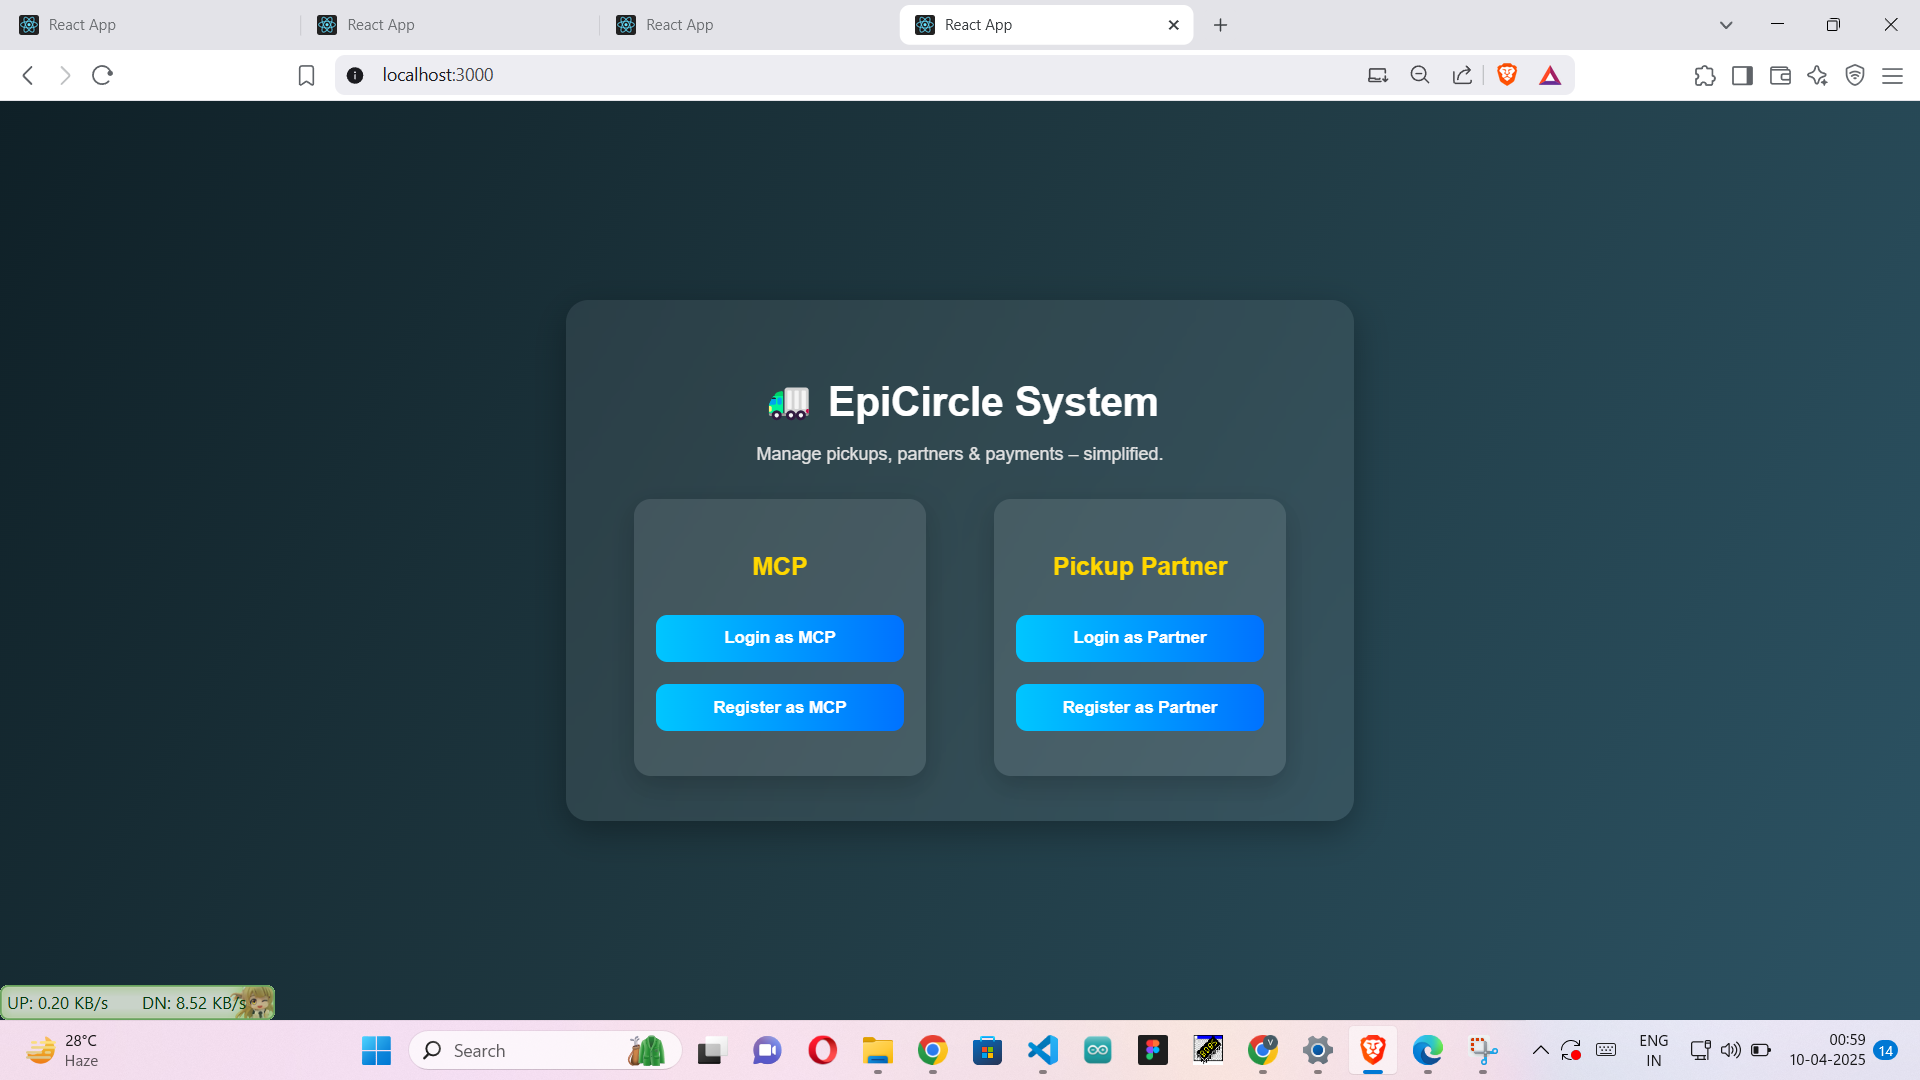 React App
React App
React App
React App
localhost:3000
EpiCircle System
Manage pickups, partners & payments – simplified.
MCP
Login as MCP
Register as MCP
Pickup Partner
Login as Partner
Register as Partner
UP: 0.20 KB/s DN: 8.52 KB/s
28°C
Haze
Search
V
ENG
IN
00:59
10-04-2025
14